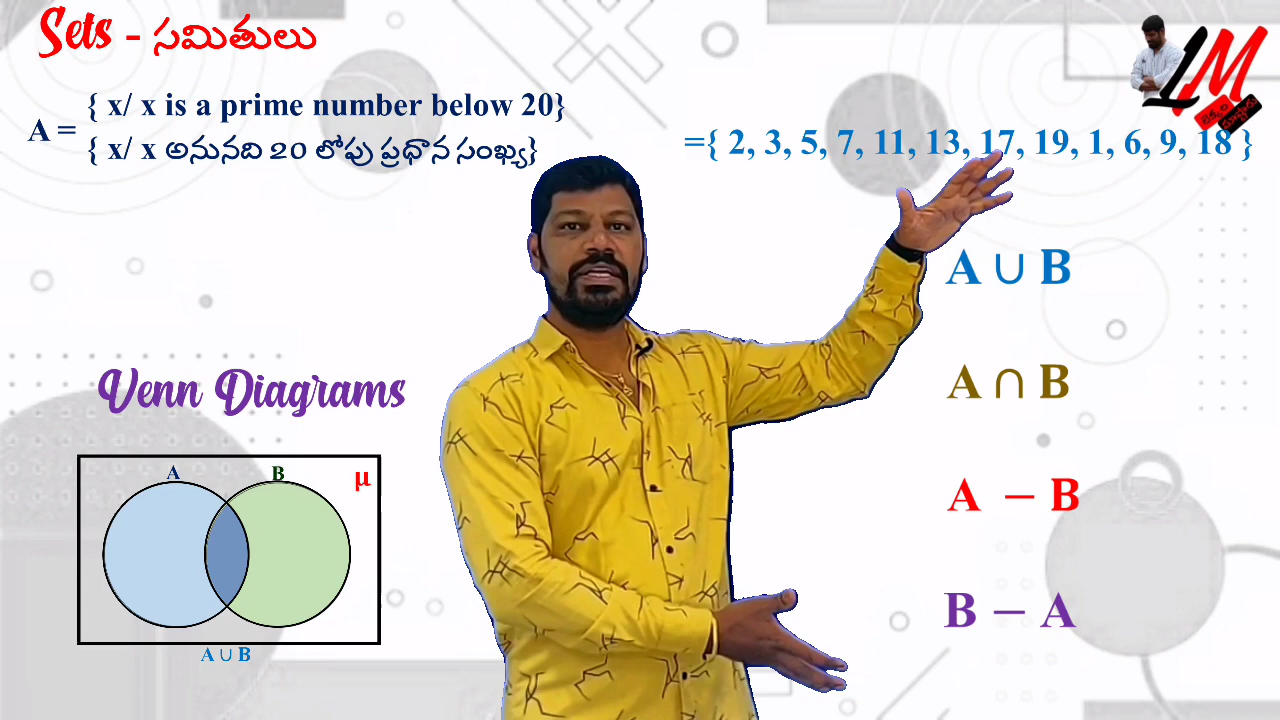 Sets - సమితులు
LM
A =
{ x/ x is a prime number below 20}
{ x/ x అనునది 20 లోపు ప్రధాన సంఖ్య}
={ 2, 3, 5, 7, 11, 13, 17, 19, 1, 6, 9, 18 }
A ∪ B
A ∩ B
A – B
B – A
Venn Diagrams
A B μ
A ∪ B